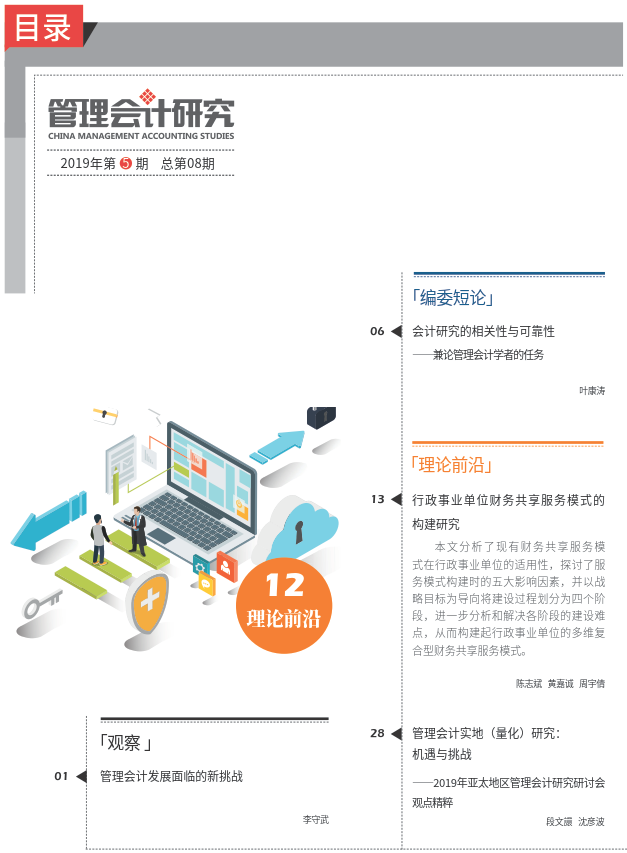 目录
管理会计研究
CHINA MANAGEMENT ACCOUNTING STUDIES
2019年第 5 期　总第08期
「编委短论」
06 会计研究的相关性与可靠性
——兼论管理会计学者的任务
叶康涛
「理论前沿」
13 行政事业单位财务共享服务模式的
构建研究
本文分析了现有财务共享服务模
式在行政事业单位的适用性，探讨了服
务模式构建时的五大影响因素，并以战
略目标为导向将建设过程划分为四个阶
段，进一步分析和解决各阶段的建设难
点，从而构建起行政事业单位的多维复
合型财务共享服务模式。
陈志斌 黄嘉诚 周宇倩
28 管理会计实地（量化）研究：
机遇与挑战
——2019年亚太地区管理会计研究研讨会
观点精粹
段文譞 沈彦波
12
理论前沿
「观察 」
01 管理会计发展面临的新挑战
李守武